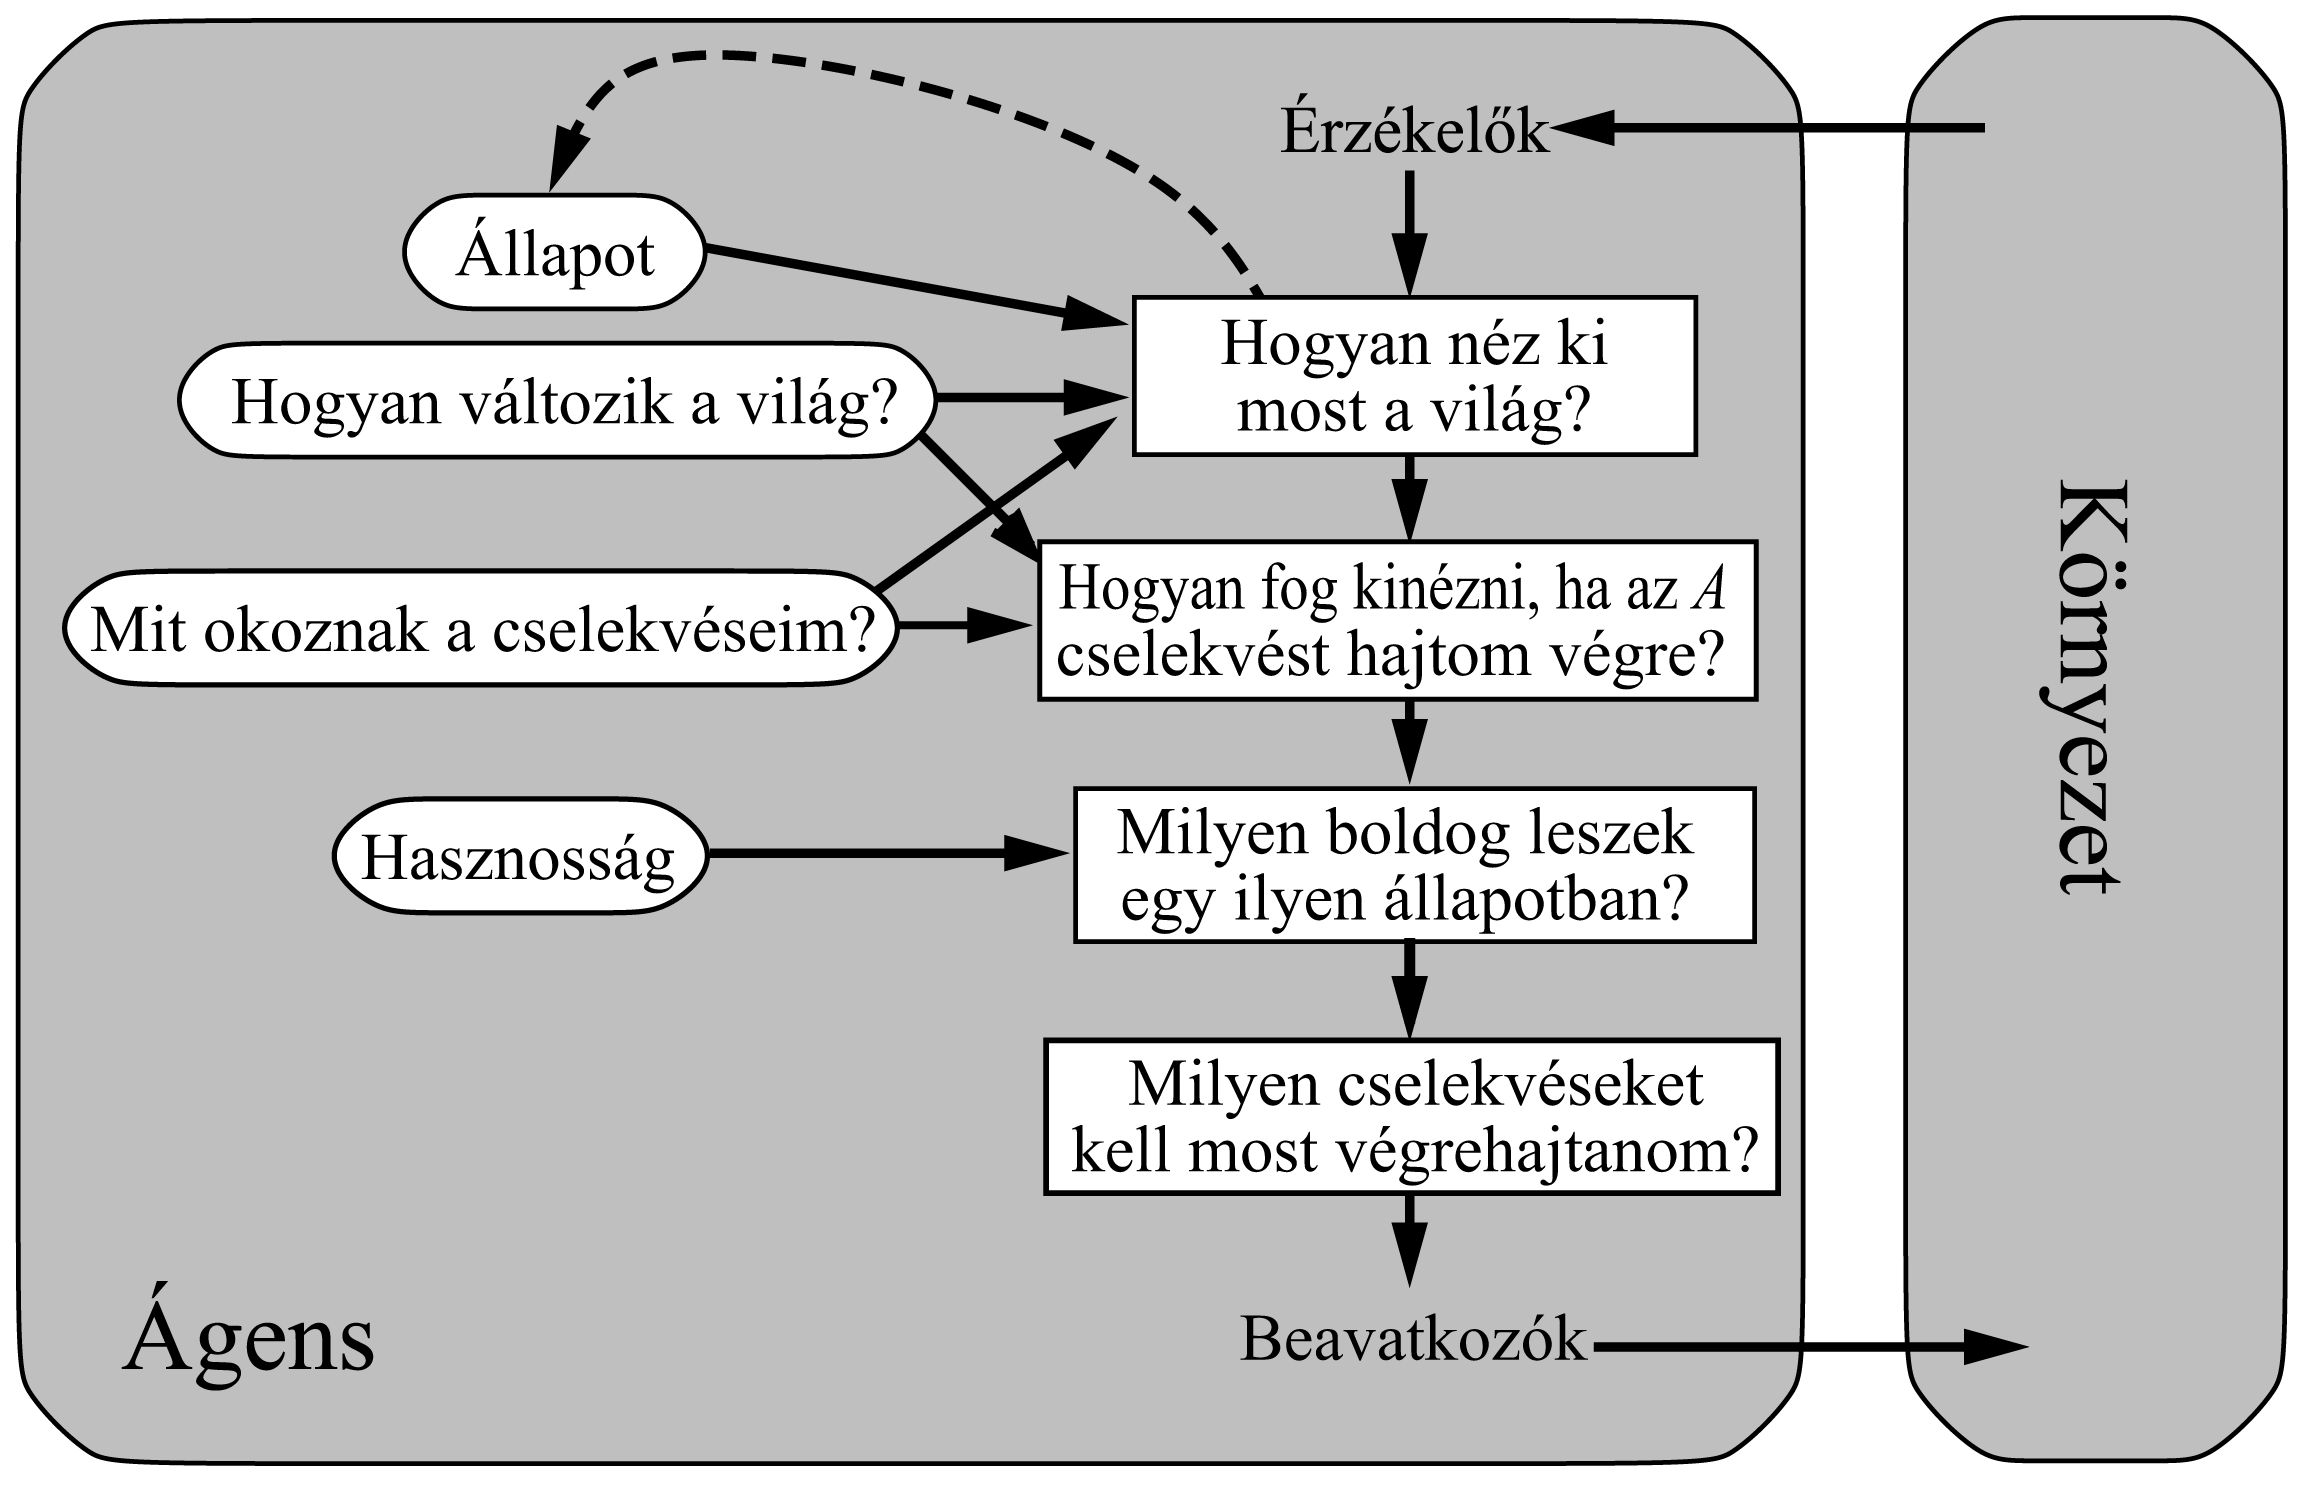 Érzékelők
Állapot
Hogyan néz ki
most a világ?
Hogyan változik a világ?
Hogyan fog kinézni, ha az A
cselekvést hajtom végre?
Mit okoznak a cselekvéseim?
Milyen boldog leszek
egy ilyen állapotban?
Hasznosság
Milyen cselekvéseket
kell most végrehajtanom?
Ágens
Beavatkozók
Környezet